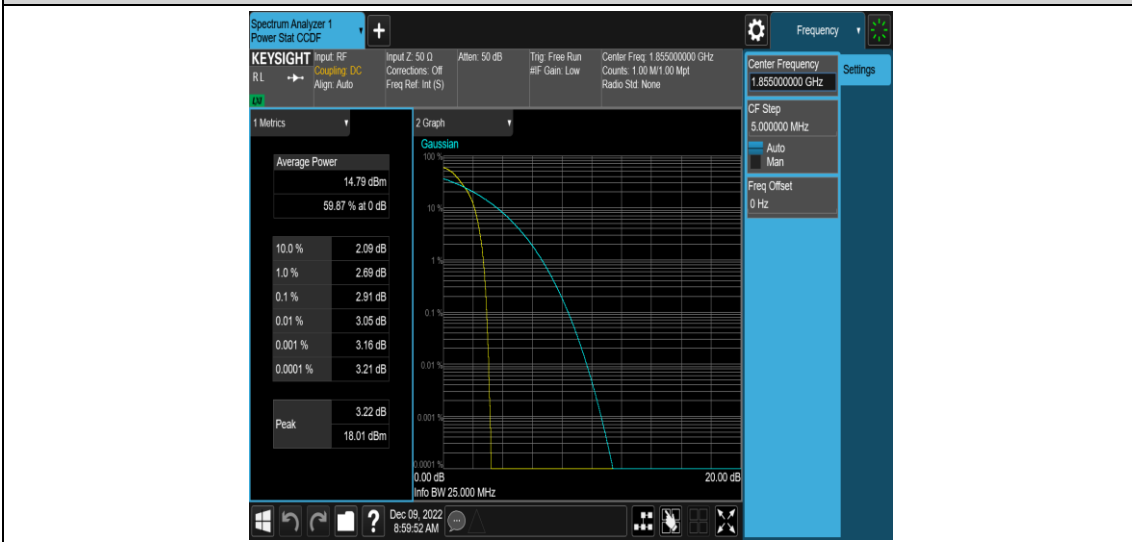 Spectrum Analyzer 1
Power Stat CCDF
+
Frequency
KEYSIGHT
Input: RF
Input Z: 50 Ω
Atten: 50 dB
Trig: Free Run
Center Freq: 1.855000000 GHz
RL
Coupling: DC
Corrections: Off
#IF Gain: Low
Counts: 1.00 M/1.00 Mpt
Align: Auto
Freq Ref: Int (S)
Radio Std: None
Center Frequency
1.855000000 GHz
Settings
CF Step
5.000000 MHz
Auto
Man
Freq Offset
0 Hz
1 Metrics
Average Power
14.79 dBm
59.87 % at 0 dB
10.0 % 2.09 dB
1.0 % 2.69 dB
0.1 % 2.91 dB
0.01 % 3.05 dB
0.001 % 3.16 dB
0.0001 % 3.21 dB
Peak
3.22 dB
18.01 dBm
2 Graph
Gaussian
100 %
10 %
1 %
0.1 %
0.01 %
0.001 %
0.0001 %
0.00 dB
20.00 dB
Info BW 25.000 MHz
?
Dec 09, 2022
8:59:52 AM